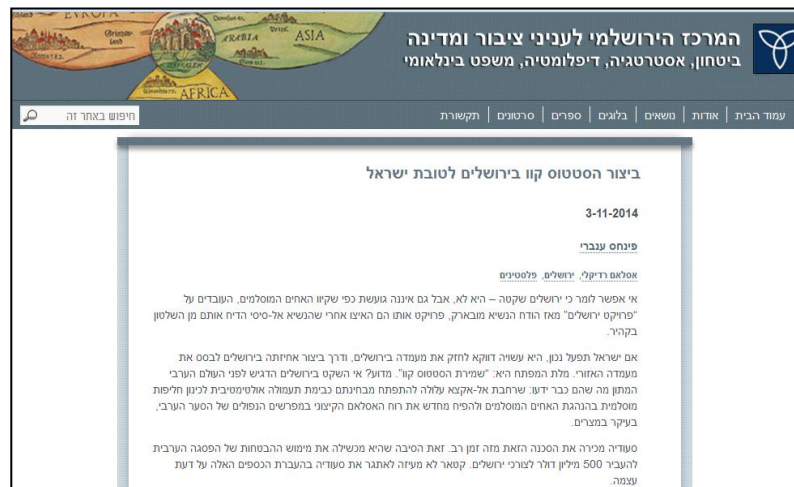 EUROPA
ARABIA
ASIA
AFRICA
המרכז הירושלמי לעניני ציבור ומדינה
ביטחון, אסטרטגיה, דיפלומטיה, משפט בינלאומי
עמוד הבית | אודות | נושאים | בלוגים | ספרים | סרטונים | תקשורת
חיפוש באתר זה
ביצור הסטטוס קוו בירושלים לטובת ישראל
3-11-2014
פינחס ענברי
אסלאם רדיקלי, ירושלים, פלסטינים
אי אפשר לומר כי ירושלים שקטה – היא לא, אבל גם איננה גועשת כפי שקיוו האחים המוסלמים, העובדים על
"פרויקט ירושלים" מאז הודח הנשיא מובארק, פרויקט אותו הם האיצו אחרי שהנשיא אל-סיסי הדיח אותם מן השלטון
בקהיר.
אם ישראל תפעל נכון, היא עשויה דווקא לחזק את מעמדה בירושלים, ודרך ביצור אחיזתה בירושלים לבסס את
מעמדה האזורי. מלת המפתח היא: "שמירת הסטטוס קוו". מדוע? אי השקט בירושלים הדגיש לפני העולם הערבי
המתון מה שהם כבר ידעו: שרחבת אל-אקצא עלולה להתפתח מבחינתם כבימת תעמולה אולטימטיבית לכינון חליפות
מוסלמית בהנהגת האחים המוסלמים ולהפיח מחדש את רוח האסלאם הקיצוני במפרשים הנפולים של הסער הערבי,
בעיקר במצרים.
סעודיה מכירה את הסכנה הזאת מזה זמן רב. זאת הסיבה שהיא מכשילה את מימוש ההבטחות של הפסגה הערבית
להעביר 500 מיליון דולר לצורכי ירושלים. קטאר לא מעיזה לאתגר את סעודיה בהעברת הכספים האלה על דעת
עצמה.